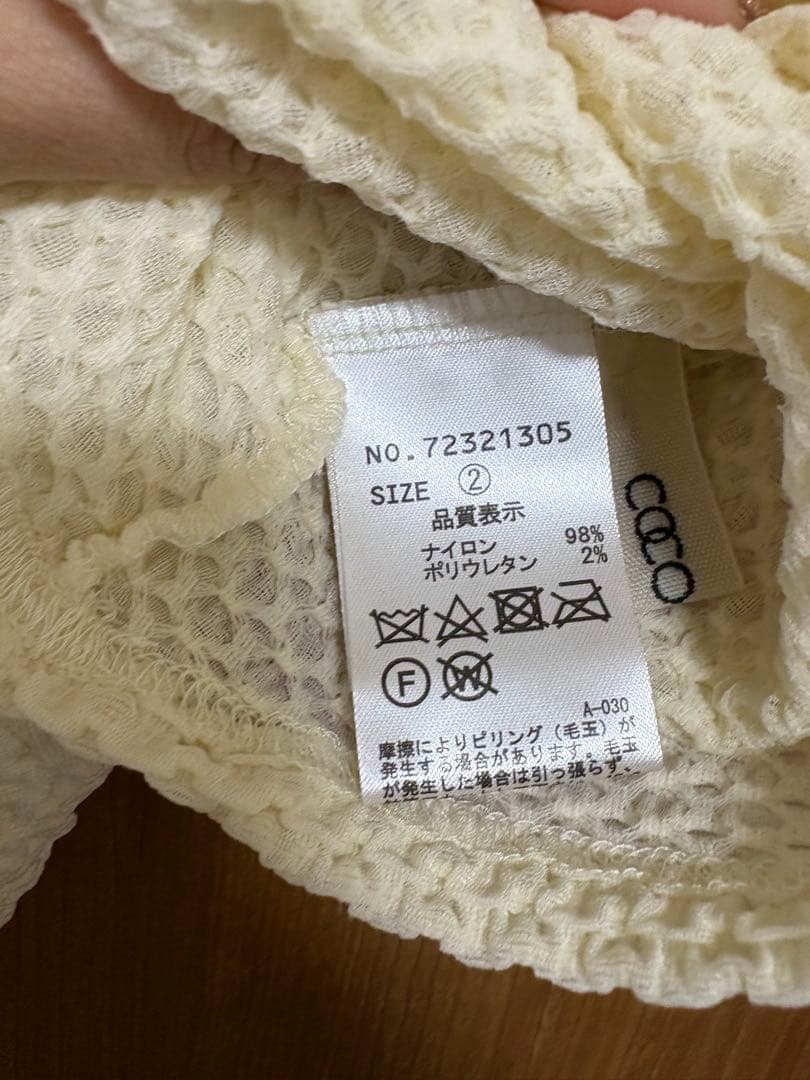 NO.72321305
SIZE ②
品質表示
ナイロン 98%
ポリウレタン 2%
F
W
A-030
摩擦によりピリング（毛玉）が
発生する場合があります。毛玉
が発生した場合は引っ張らず、
COCO